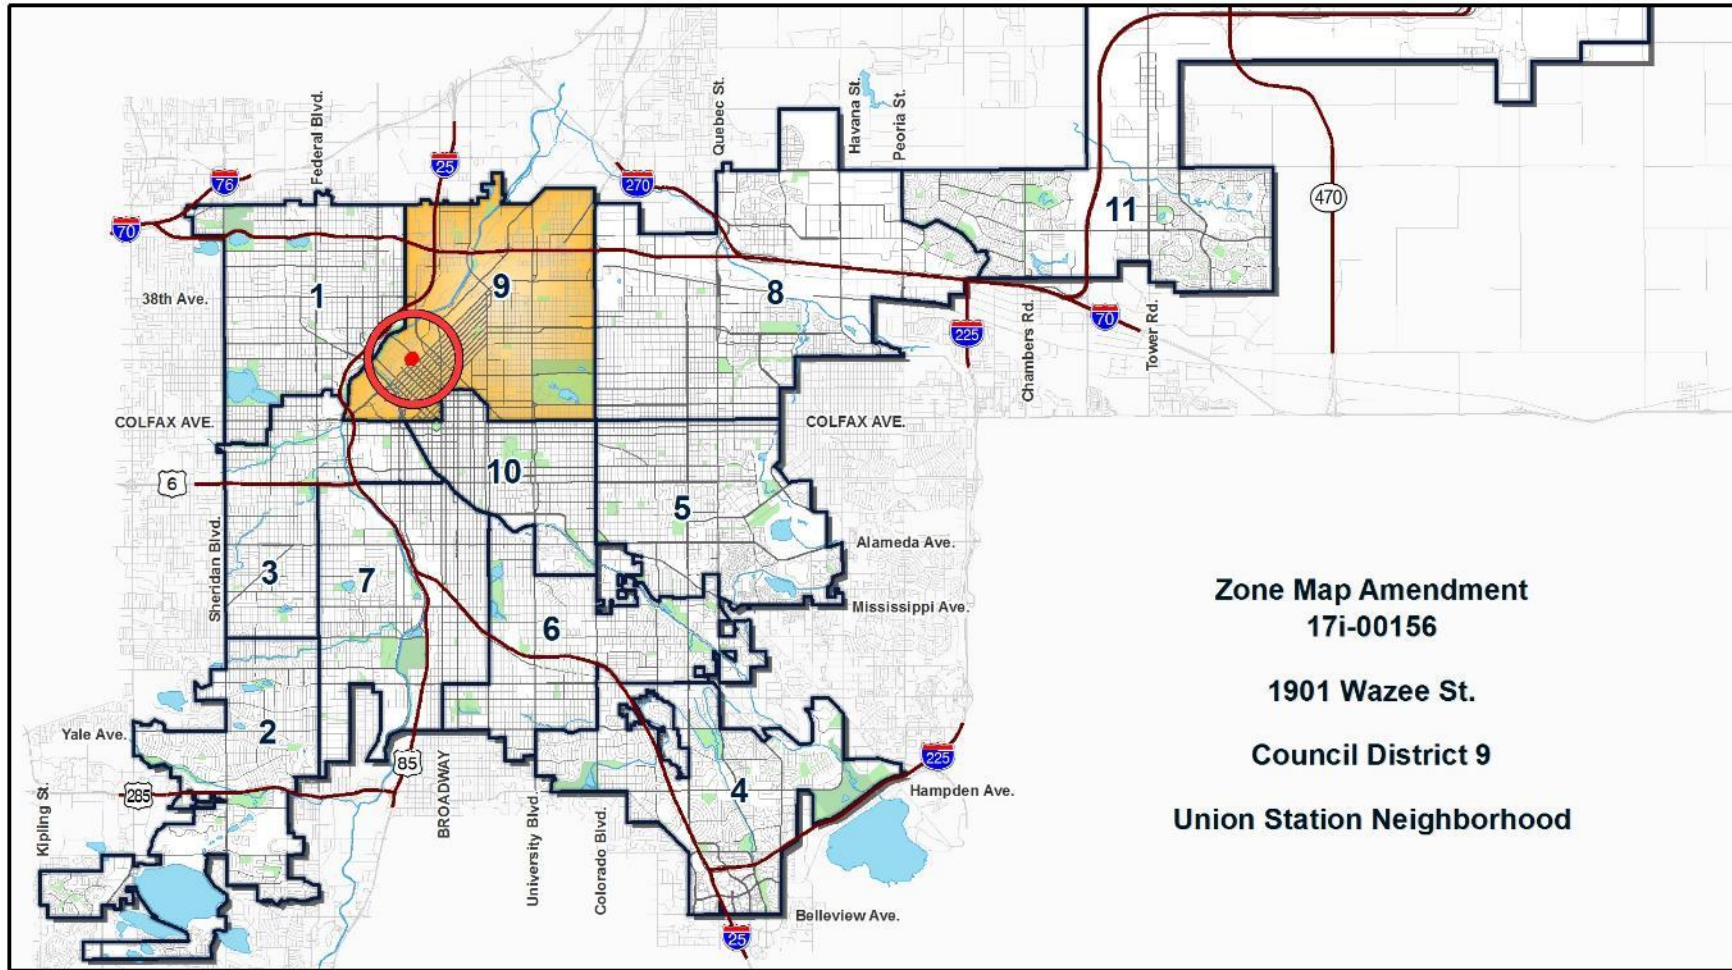 Quebec St.
Havana St.
Peoria St.
Federal Blvd.
25
76
270
70
470
11
9
1
8
38th Ave.
225
70
Chambers Rd.
Tower Rd.
COLFAX AVE.
COLFAX AVE.
10
6
5
Sheridan Blvd.
Alameda Ave.
3
7
Mississippi Ave.
6
2
Yale Ave.
85
BROADWAY
225
285
4
Hampden Ave.
Kipling St.
University Blvd.
Colorado Blvd.
Belleview Ave.
25
Zone Map Amendment
17i-00156
1901 Wazee St.
Council District 9
Union Station Neighborhood